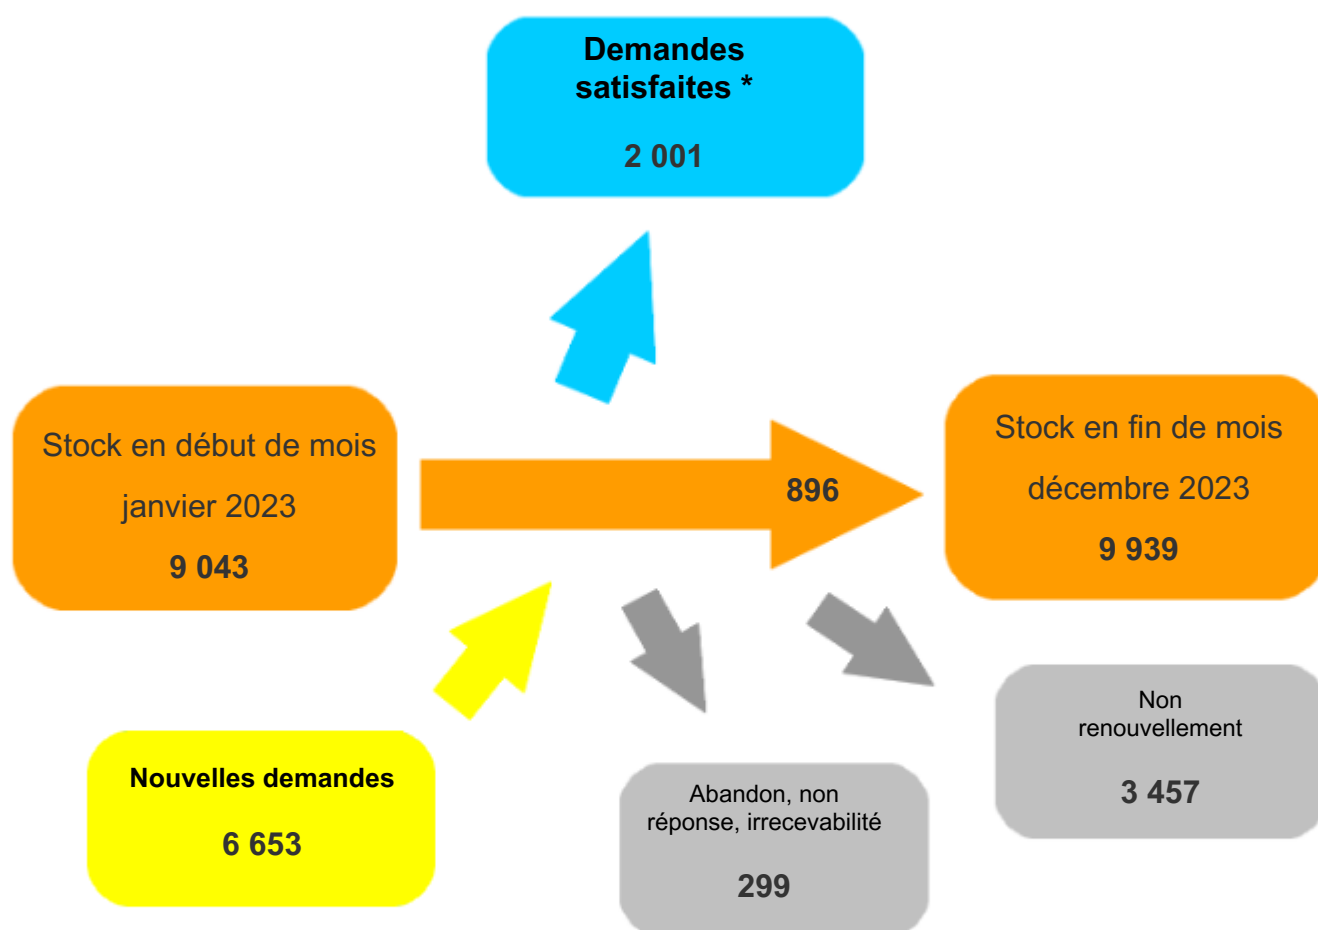 Demandes
satisfaites *
2 001
Stock en début de mois
janvier 2023
9 043
896
Stock en fin de mois
décembre 2023
9 939
Nouvelles demandes
6 653
Abandon, non
réponse, irrecevabilité
299
Non
renouvellement
3 457